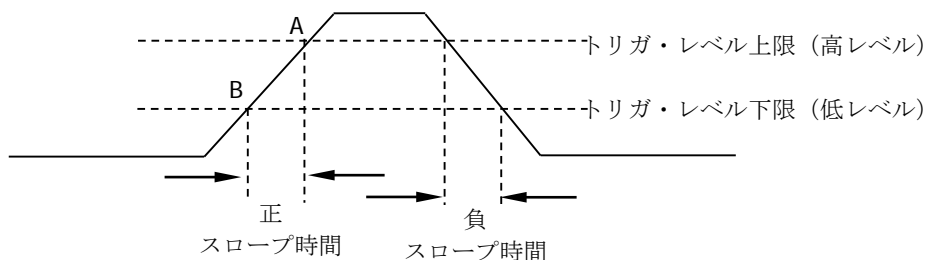 A
トリガ・レベル上限（高レベル）
B
トリガ・レベル下限（低レベル）
正
スロープ時間
負
スロープ時間